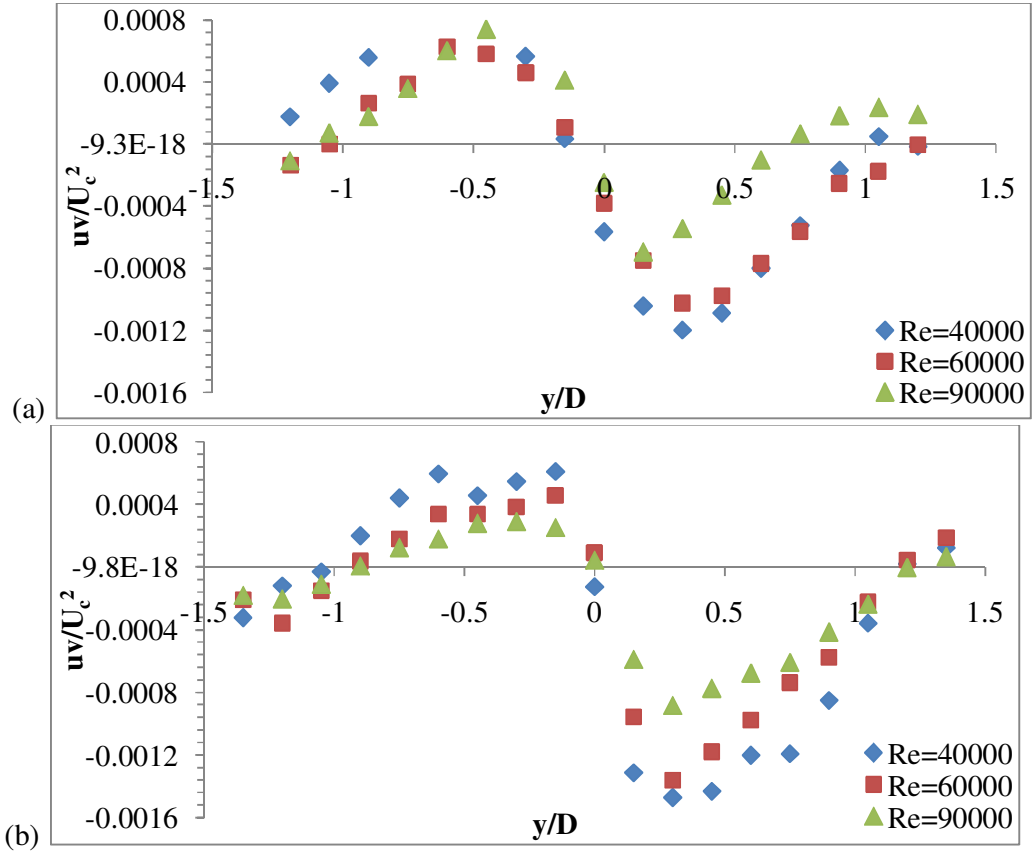 0.0008
0.0004
-9.3E-18
-0.0004
-0.0008
-0.0012
-0.0016
uv/U_c^2
-1.5 -1 -0.5 0 0.5 1 1.5
Re=40000
Re=60000
Re=90000
y/D
(a)
0.0008
0.0004
-9.8E-18
-0.0004
-0.0008
-0.0012
-0.0016
uv/U_c^2
-1.5 -1 -0.5 0 0.5 1 1.5
Re=40000
Re=60000
Re=90000
y/D
(b)